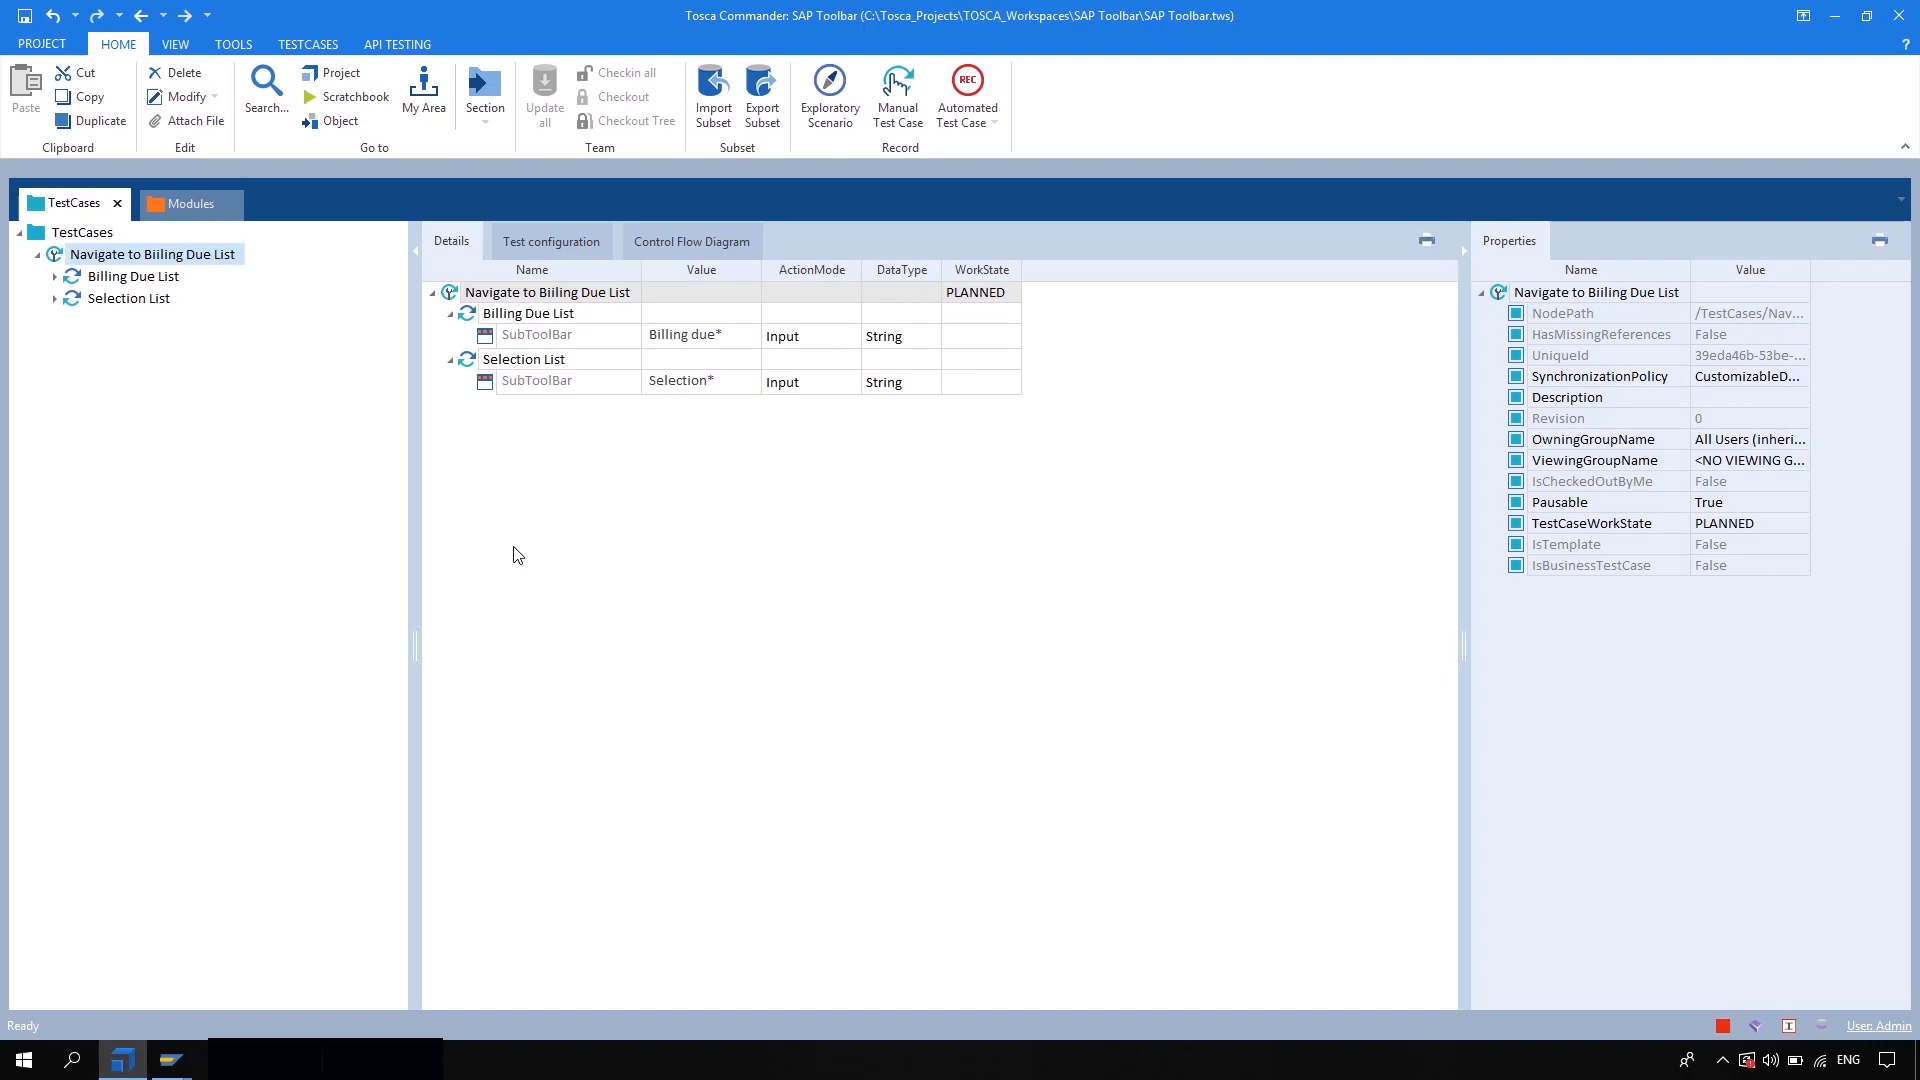 Tosca Commander: SAP Toolbar (C:\Tosca_Projects\TOSCA_Workspaces\SAP Toolbar\SAP Toolbar.tws)
PROJECT HOME VIEW TOOLS TESTCASES API TESTING ?
Paste
Cut
Copy
Duplicate
Clipboard
Delete
Modify
Attach File
Edit
Search...
Project
Scratchbook
Object
My Area
Go to
Section
Update all
Checkin all
Checkout
Checkout Tree
Team
Import Subset
Export Subset
Subset
Exploratory Scenario
Manual Test Case
REC
Automated Test Case
Record
TestCases Modules
TestCases
Navigate to Biiling Due List
Billing Due List
Selection List
Details Test configuration Control Flow Diagram
Name Value ActionMode DataType WorkState
Navigate to Biiling Due List PLANNED
Billing Due List
SubToolBar Billing due* Input String
Selection List
SubToolBar Selection* Input String
Properties
Name Value
Navigate to Biiling Due List
NodePath /TestCases/Nav...
HasMissingReferences False
UniqueId 39eda46b-53be-...
SynchronizationPolicy CustomizableD...
Description
Revision 0
OwningGroupName All Users (inheri...
ViewingGroupName <NO VIEWING G...
IsCheckedOutByMe False
Pausable True
TestCaseWorkState PLANNED
IsTemplate False
IsBusinessTestCase False
Ready
User: Admin
ENG